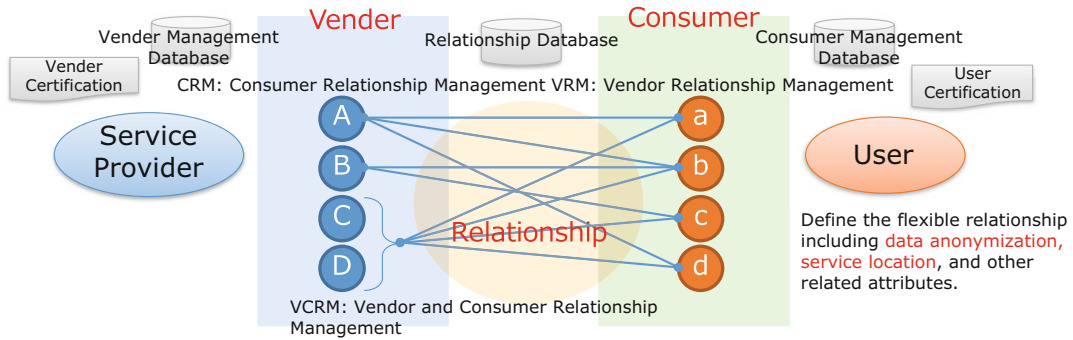 Vender
Consumer
Vender Management
Database
Relationship Database
Consumer Management
Database
Vender
Certification
User
Certification
CRM: Consumer Relationship Management
VRM: Vendor Relationship Management
Service
Provider
A
B
C
D
a
b
c
d
Relationship
User
Define the flexible relationship
including data anonymization,
service location, and other
related attributes.
VCRM: Vendor and Consumer Relationship
Management